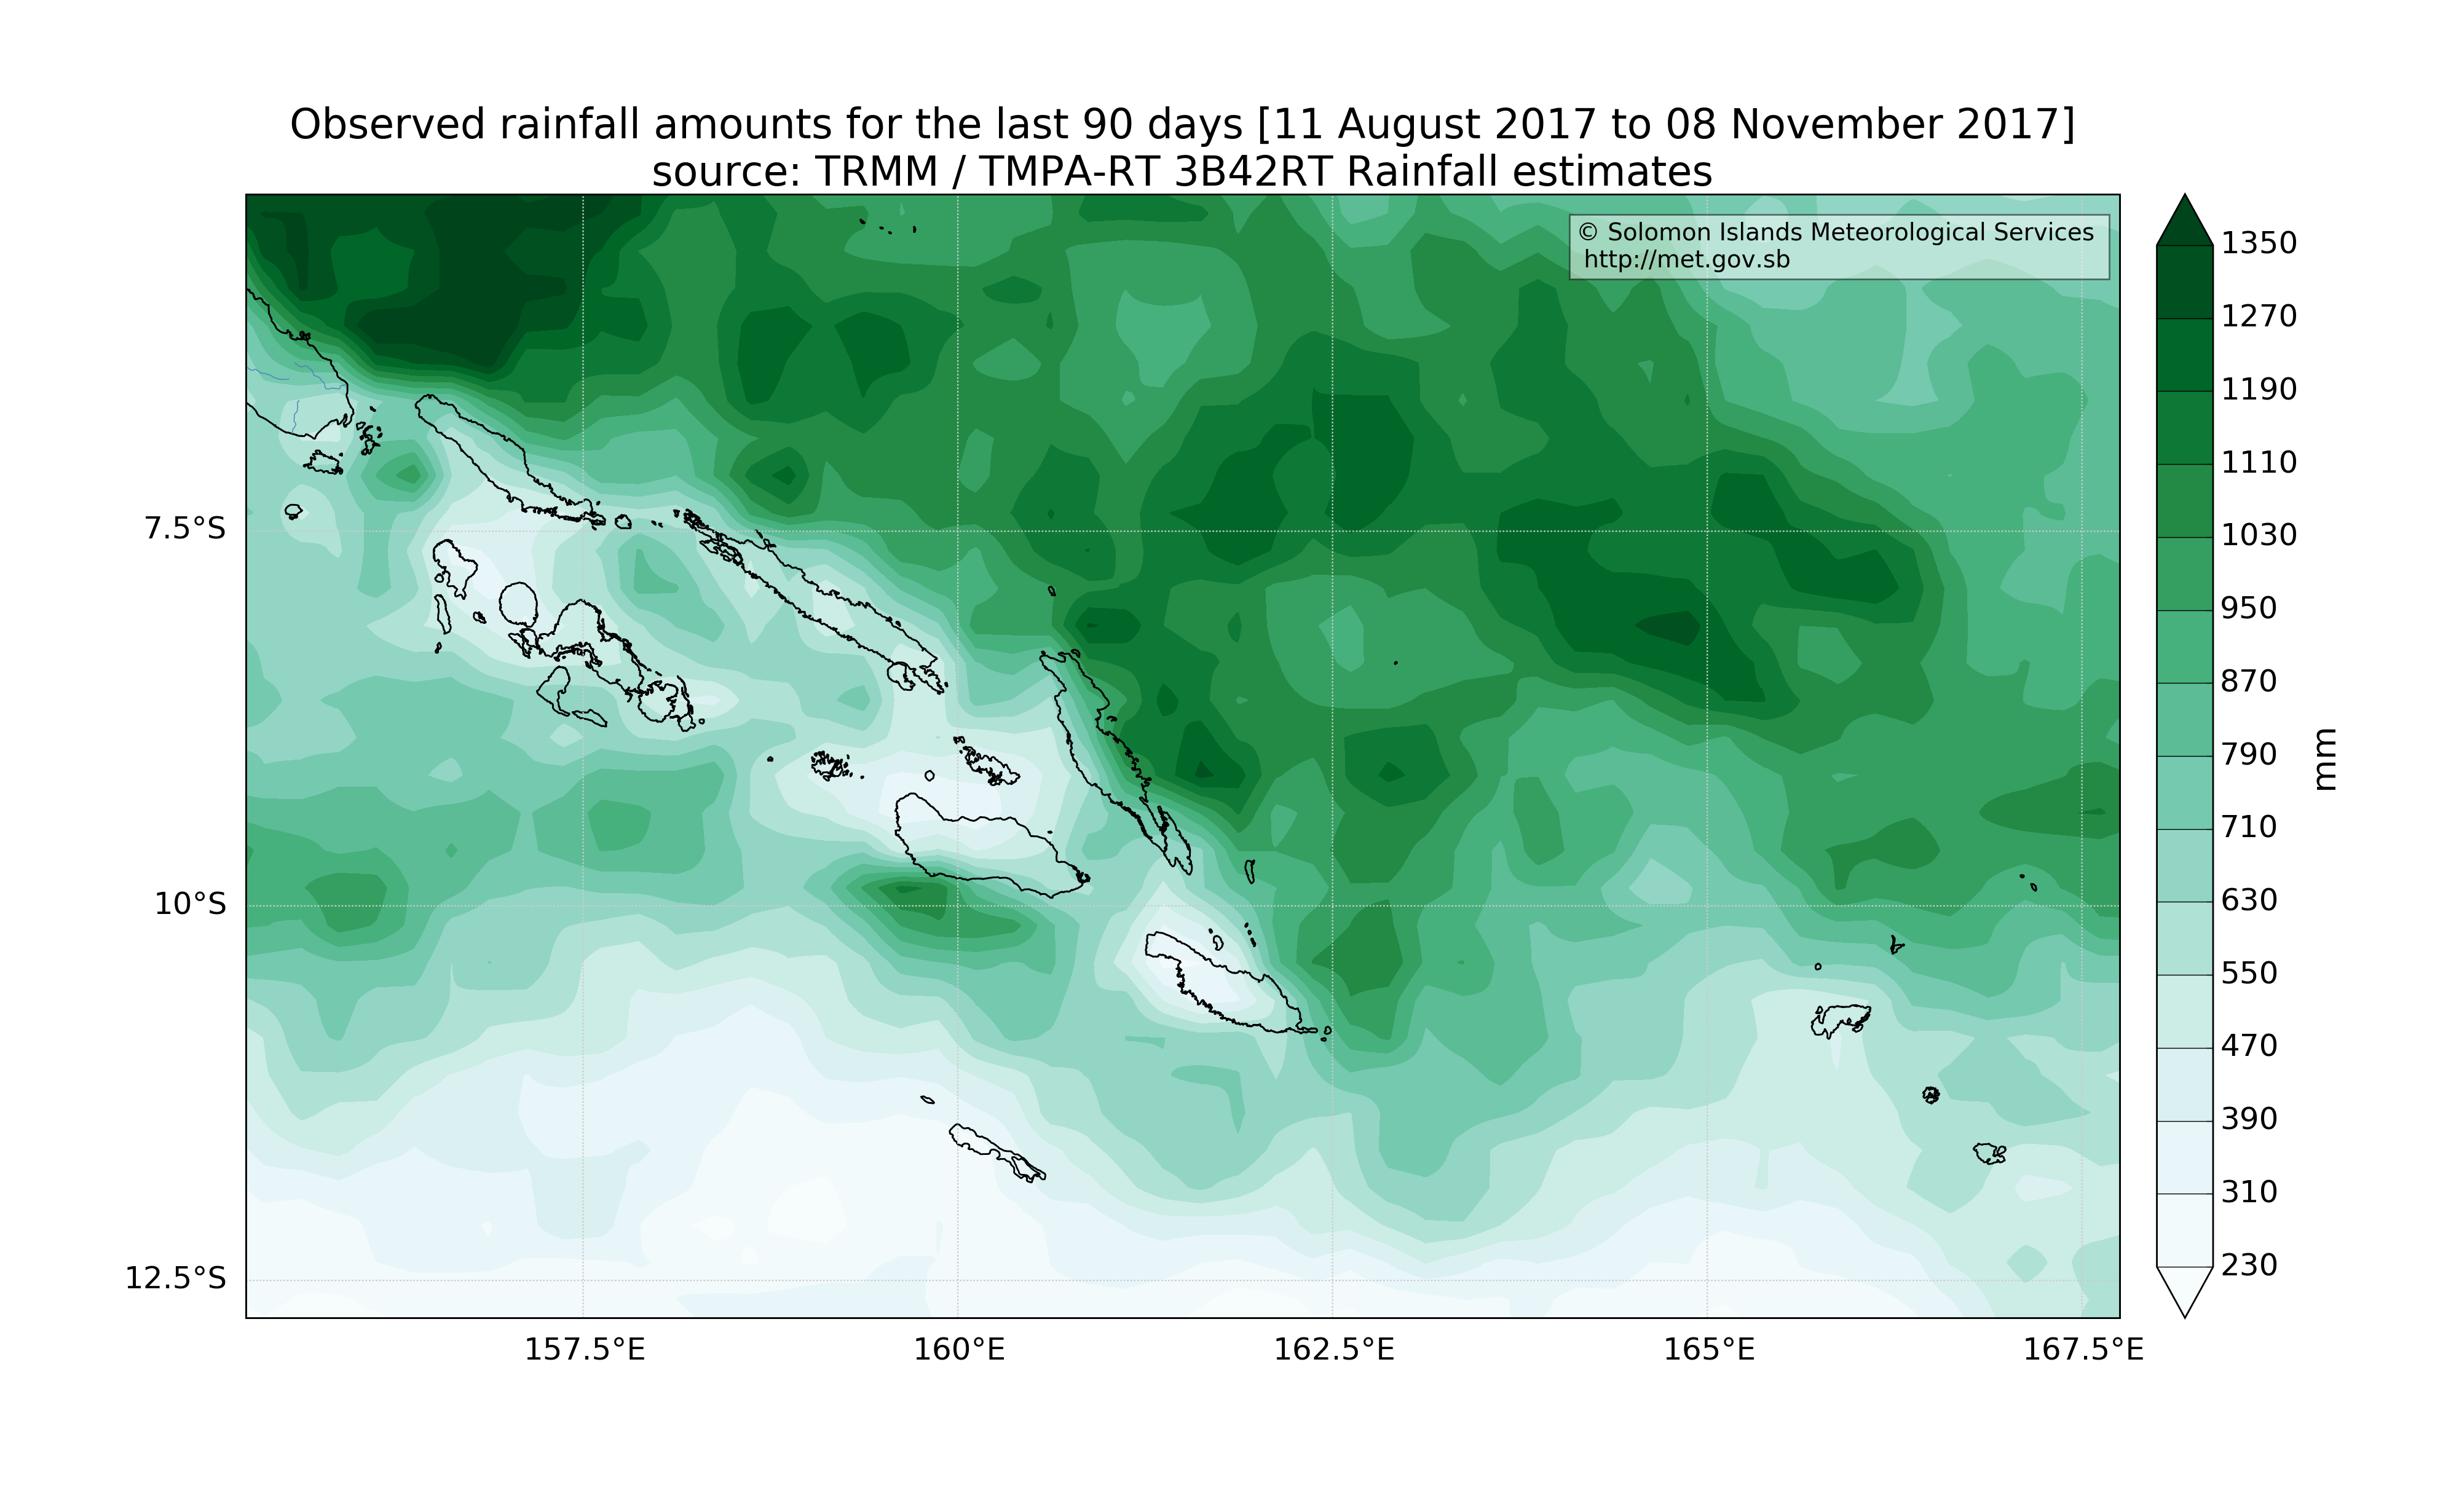 Observed rainfall amounts for the last 90 days [11 August 2017 to 08 November 2017]
source: TRMM / TMPA-RT 3B42RT Rainfall estimates
© Solomon Islands Meteorological Services
http://met.gov.sb
7.5°S
10°S
12.5°S
157.5°E
160°E
162.5°E
165°E
167.5°E
1350
1270
1190
1110
1030
950
870
790
710
630
550
470
390
310
230
mm